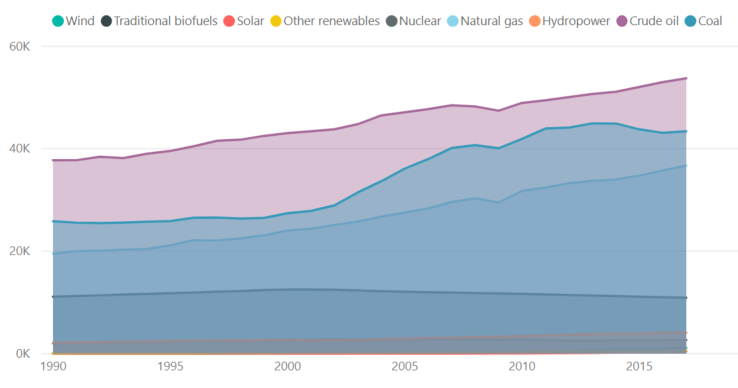 Wind Traditional biofuels Solar Other renewables Nuclear Natural gas Hydropower Crude oil Coal
60K
40K
20K
0K
1990 1995 2000 2005 2010 2015